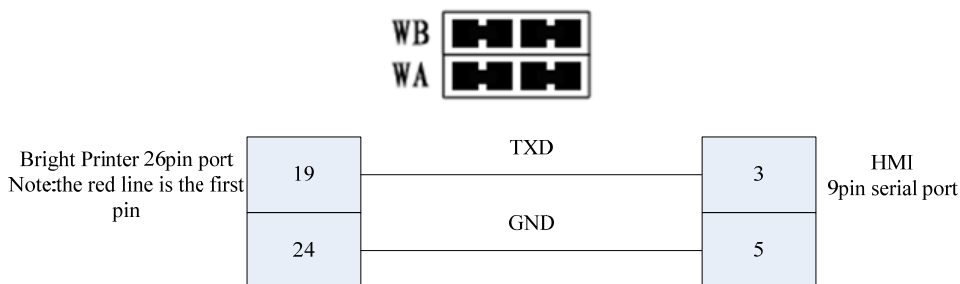 WB
WA
TXD
Bright Printer 26pin port
Note:the red line is the first
pin
19
3
HMI
9pin serial port
GND
24
5